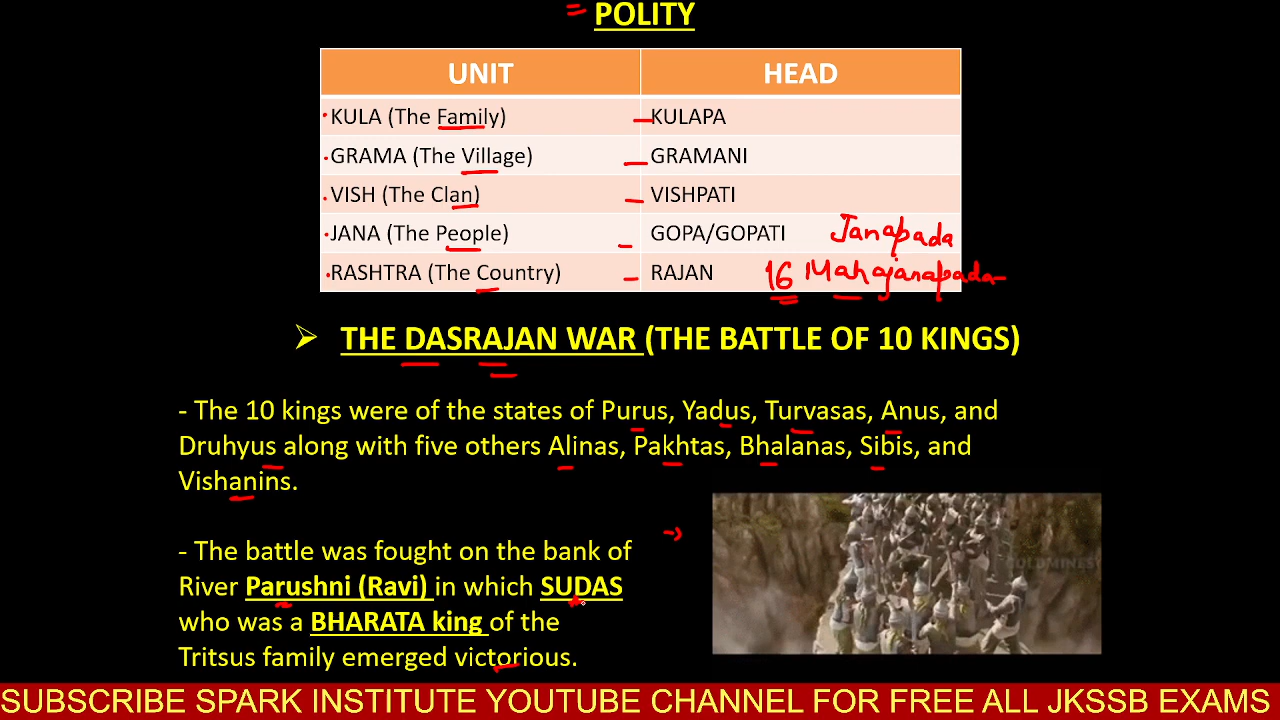 POLITY
UNIT HEAD
KULA (The Family) KULAPA
GRAMA (The Village) GRAMANI
VISH (The Clan) VISHPATI
JANA (The People) GOPA/GOPATI Janapada
RASHTRA (The Country) RAJAN 16 Mahajanapada
➢ THE DASRAJAN WAR (THE BATTLE OF 10 KINGS)
- The 10 kings were of the states of Purus, Yadus, Turvasas, Anus, and
Druhyus along with five others Alinas, Pakhtas, Bhalanas, Sibis, and
Vishanins.
- The battle was fought on the bank of
River Parushni (Ravi) in which SUDAS
who was a BHARATA king of the
Tritsus family emerged victorious.
GOLDMINES
SUBSCRIBE SPARK INSTITUTE YOUTUBE CHANNEL FOR FREE ALL JKSSB EXAMS